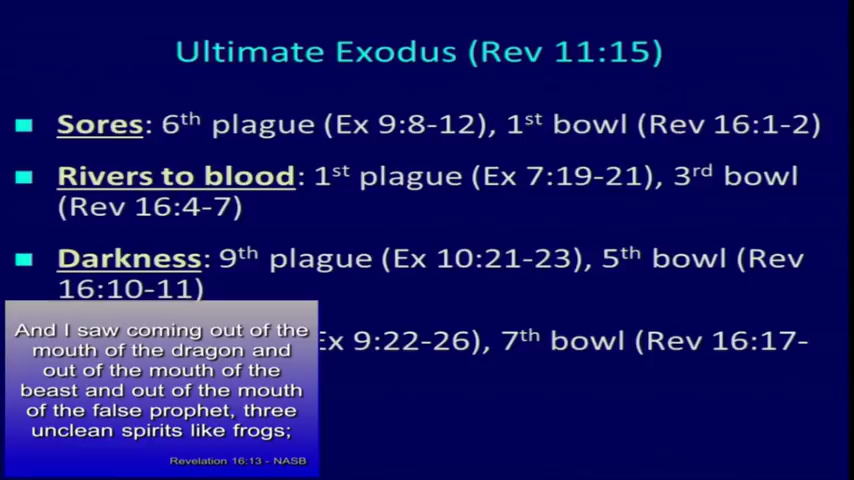 Ultimate Exodus (Rev 11:15)
Sores: 6th plague (Ex 9:8-12), 1st bowl (Rev 16:1-2)
Rivers to blood: 1st plague (Ex 7:19-21), 3rd bowl
(Rev 16:4-7)
Darkness: 9th plague (Ex 10:21-23), 5th bowl (Rev
16:10-11)
Ex 9:22-26), 7th bowl (Rev 16:17-
And I saw coming out of the
mouth of the dragon and
out of the mouth of the
beast and out of the mouth
of the false prophet, three
unclean spirits like frogs;
Revelation 16:13 - NASB